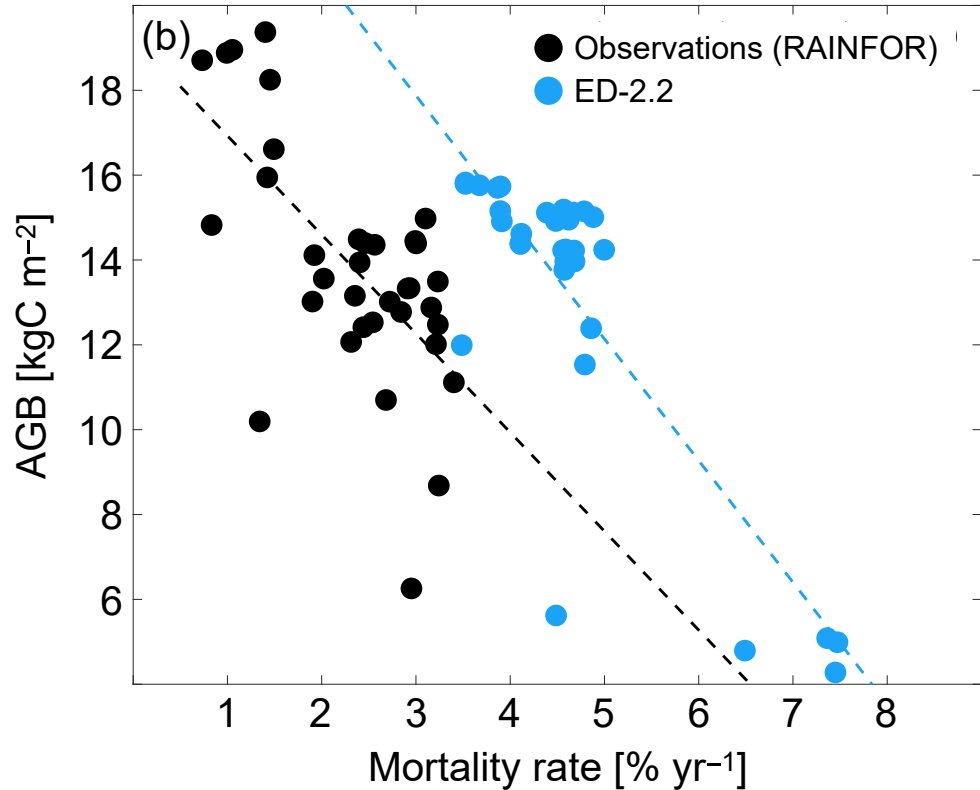 (b)
Observations (RAINFOR)
ED-2.2
18
16
14
12
10
8
6
AGB [kgC m⁻²]
1 2 3 4 5 6 7 8
Mortality rate [% yr⁻¹]